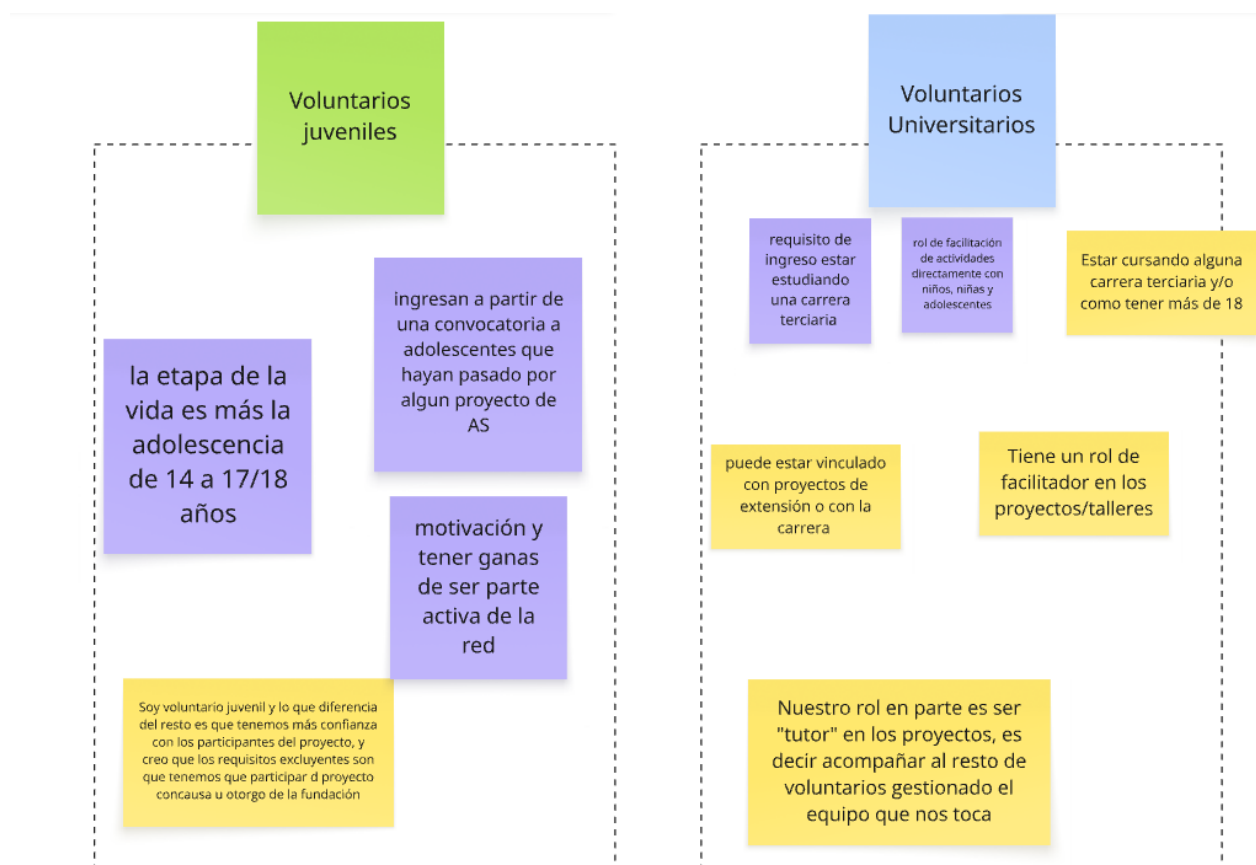 Voluntarios
juveniles
ingresan a partir de
una convocatoria a
adolescentes que
hayan pasado por
algun proyecto de
AS
la etapa de la
vida es más la
adolescencia
de 14 a 17/18
años
motivación y
tener ganas
de ser parte
activa de la
red
Soy voluntario juvenil y lo que diferencia
del resto es que tenemos más confianza
con los participantes del proyecto, y
creo que los requisitos excluyentes son
que tenemos que participar d proyecto
concausa u otorgo de la fundación
Voluntarios
Universitarios
requisito de
ingreso estar
estudiando
una carrera
terciaria
rol de facilitación
de actividades
directamente con
niños, niñas y
adolescentes
Estar cursando alguna
carrera terciaria y/o
como tener más de 18
puede estar vinculado
con proyectos de
extensión o con la
carrera
Tiene un rol de
facilitador en los
proyectos/talleres
Nuestro rol en parte es ser
"tutor" en los proyectos, es
decir acompañar al resto de
voluntarios gestionado el
equipo que nos toca